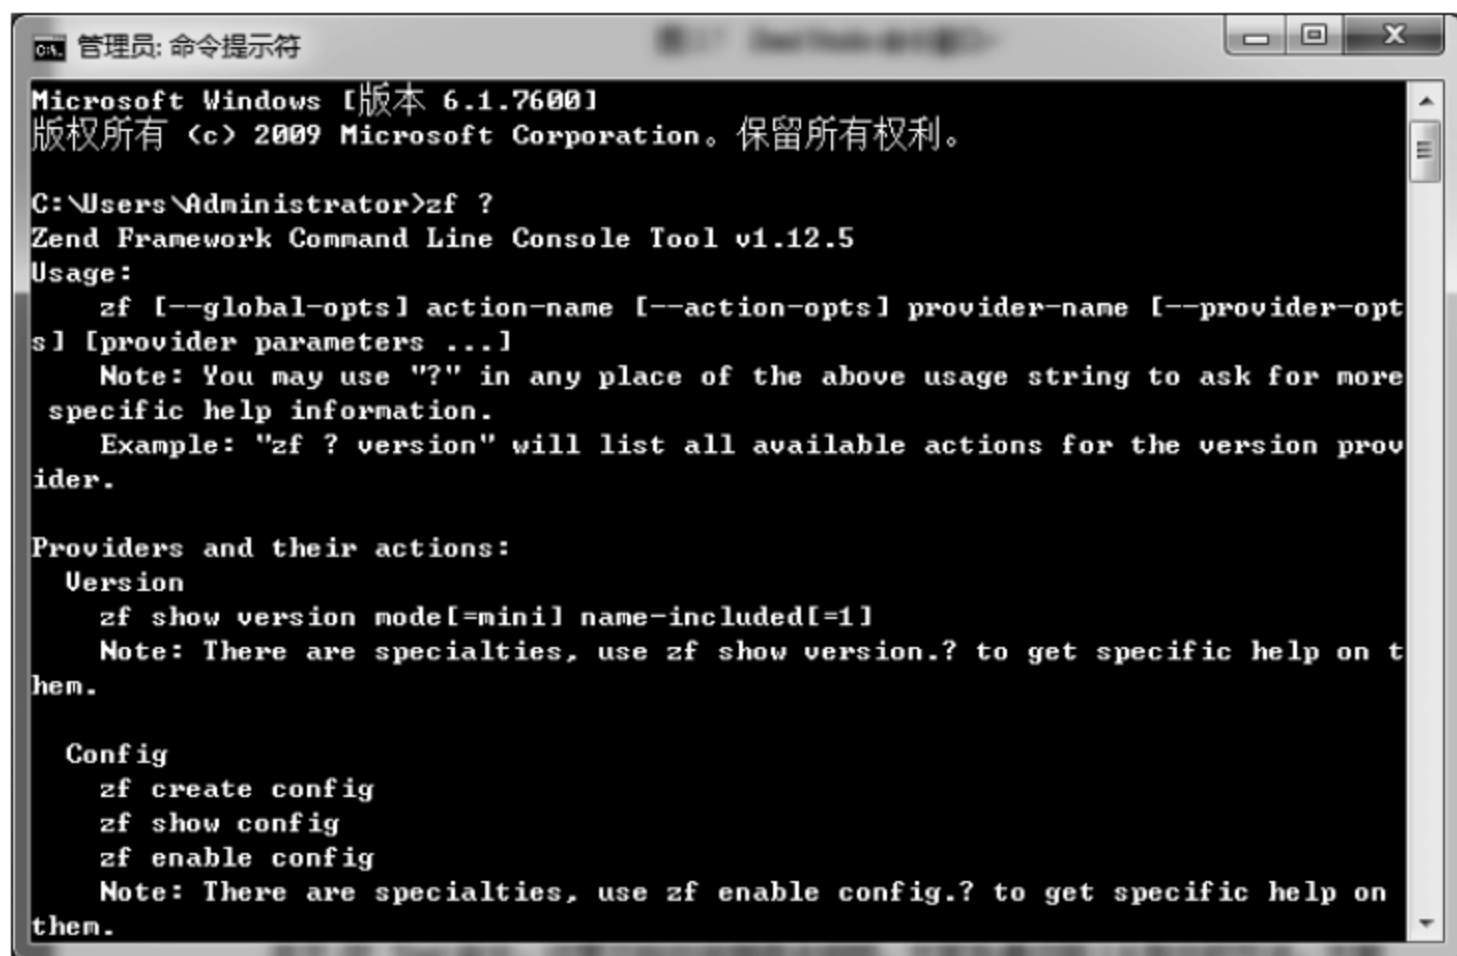 管理员: 命令提示符
Microsoft Windows [版本 6.1.7600]
版权所有 (c) 2009 Microsoft Corporation。保留所有权利。
C:\Users\Administrator>zf ?
Zend Framework Command Line Console Tool v1.12.5
Usage:
    zf [--global-opts] action-name [--action-opts] provider-name [--provider-opt
s] [provider parameters ...]
    Note: You may use "?" in any place of the above usage string to ask for more
 specific help information.
    Example: "zf ? version" will list all available actions for the version prov
ider.
Providers and their actions:
  Version
    zf show version mode[=mini] name-included[=1]
    Note: There are specialties, use zf show version.? to get specific help on t
hem.
  Config
    zf create config
    zf show config
    zf enable config
    Note: There are specialties, use zf enable config.? to get specific help on
them.